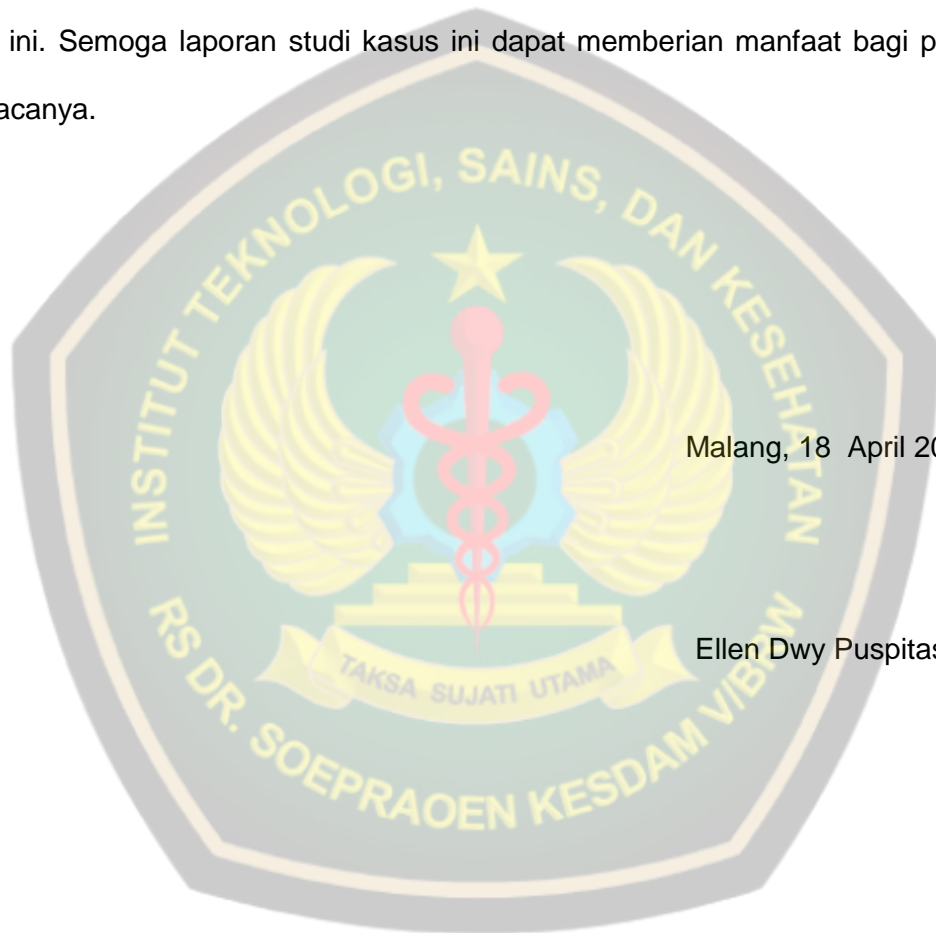 ini. Semoga laporan studi kasus ini dapat memberian manfaat bagi p
acanya.
INSTITUT TEKNOLOGI, SAINS, DAN KESEHATAN
Malang, 18 April 20
Ellen Dwy Puspitas
TAKSA SUJATI UTAMA
RS DR. SOEPRAOEN KESDAM V/BRW